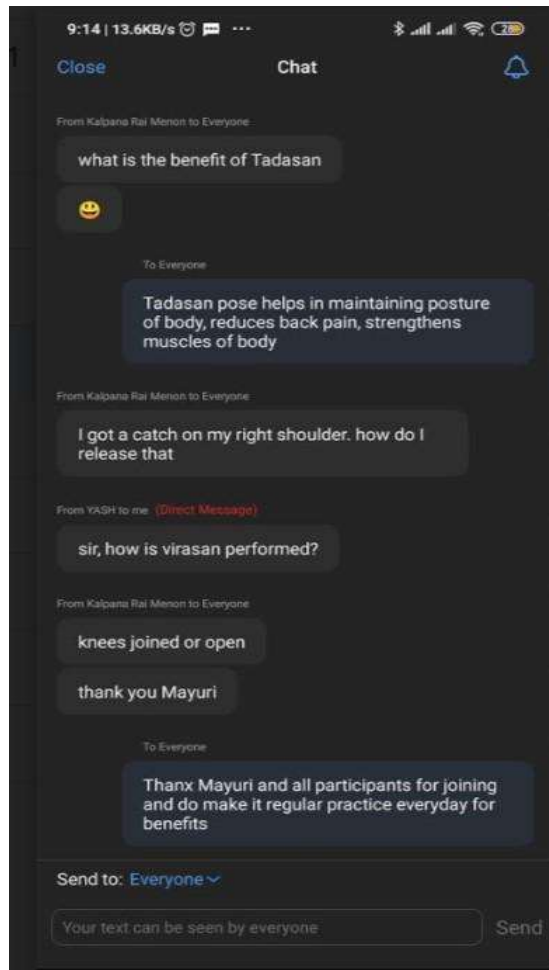 9:14 | 13.6KB/s
28
Close
Chat
From Kalpana Rai Menon to Everyone
what is the benefit of Tadasan
😃
To Everyone
Tadasan pose helps in maintaining posture
of body, reduces back pain, strengthens
muscles of body
From Kalpana Rai Menon to Everyone
I got a catch on my right shoulder. how do I
release that
From YASH to me (Direct Message)
sir, how is virasan performed?
From Kalpana Rai Menon to Everyone
knees joined or open
thank you Mayuri
To Everyone
Thanx Mayuri and all participants for joining
and do make it regular practice everyday for
benefits
Send to: Everyone
Your text can be seen by everyone
Send